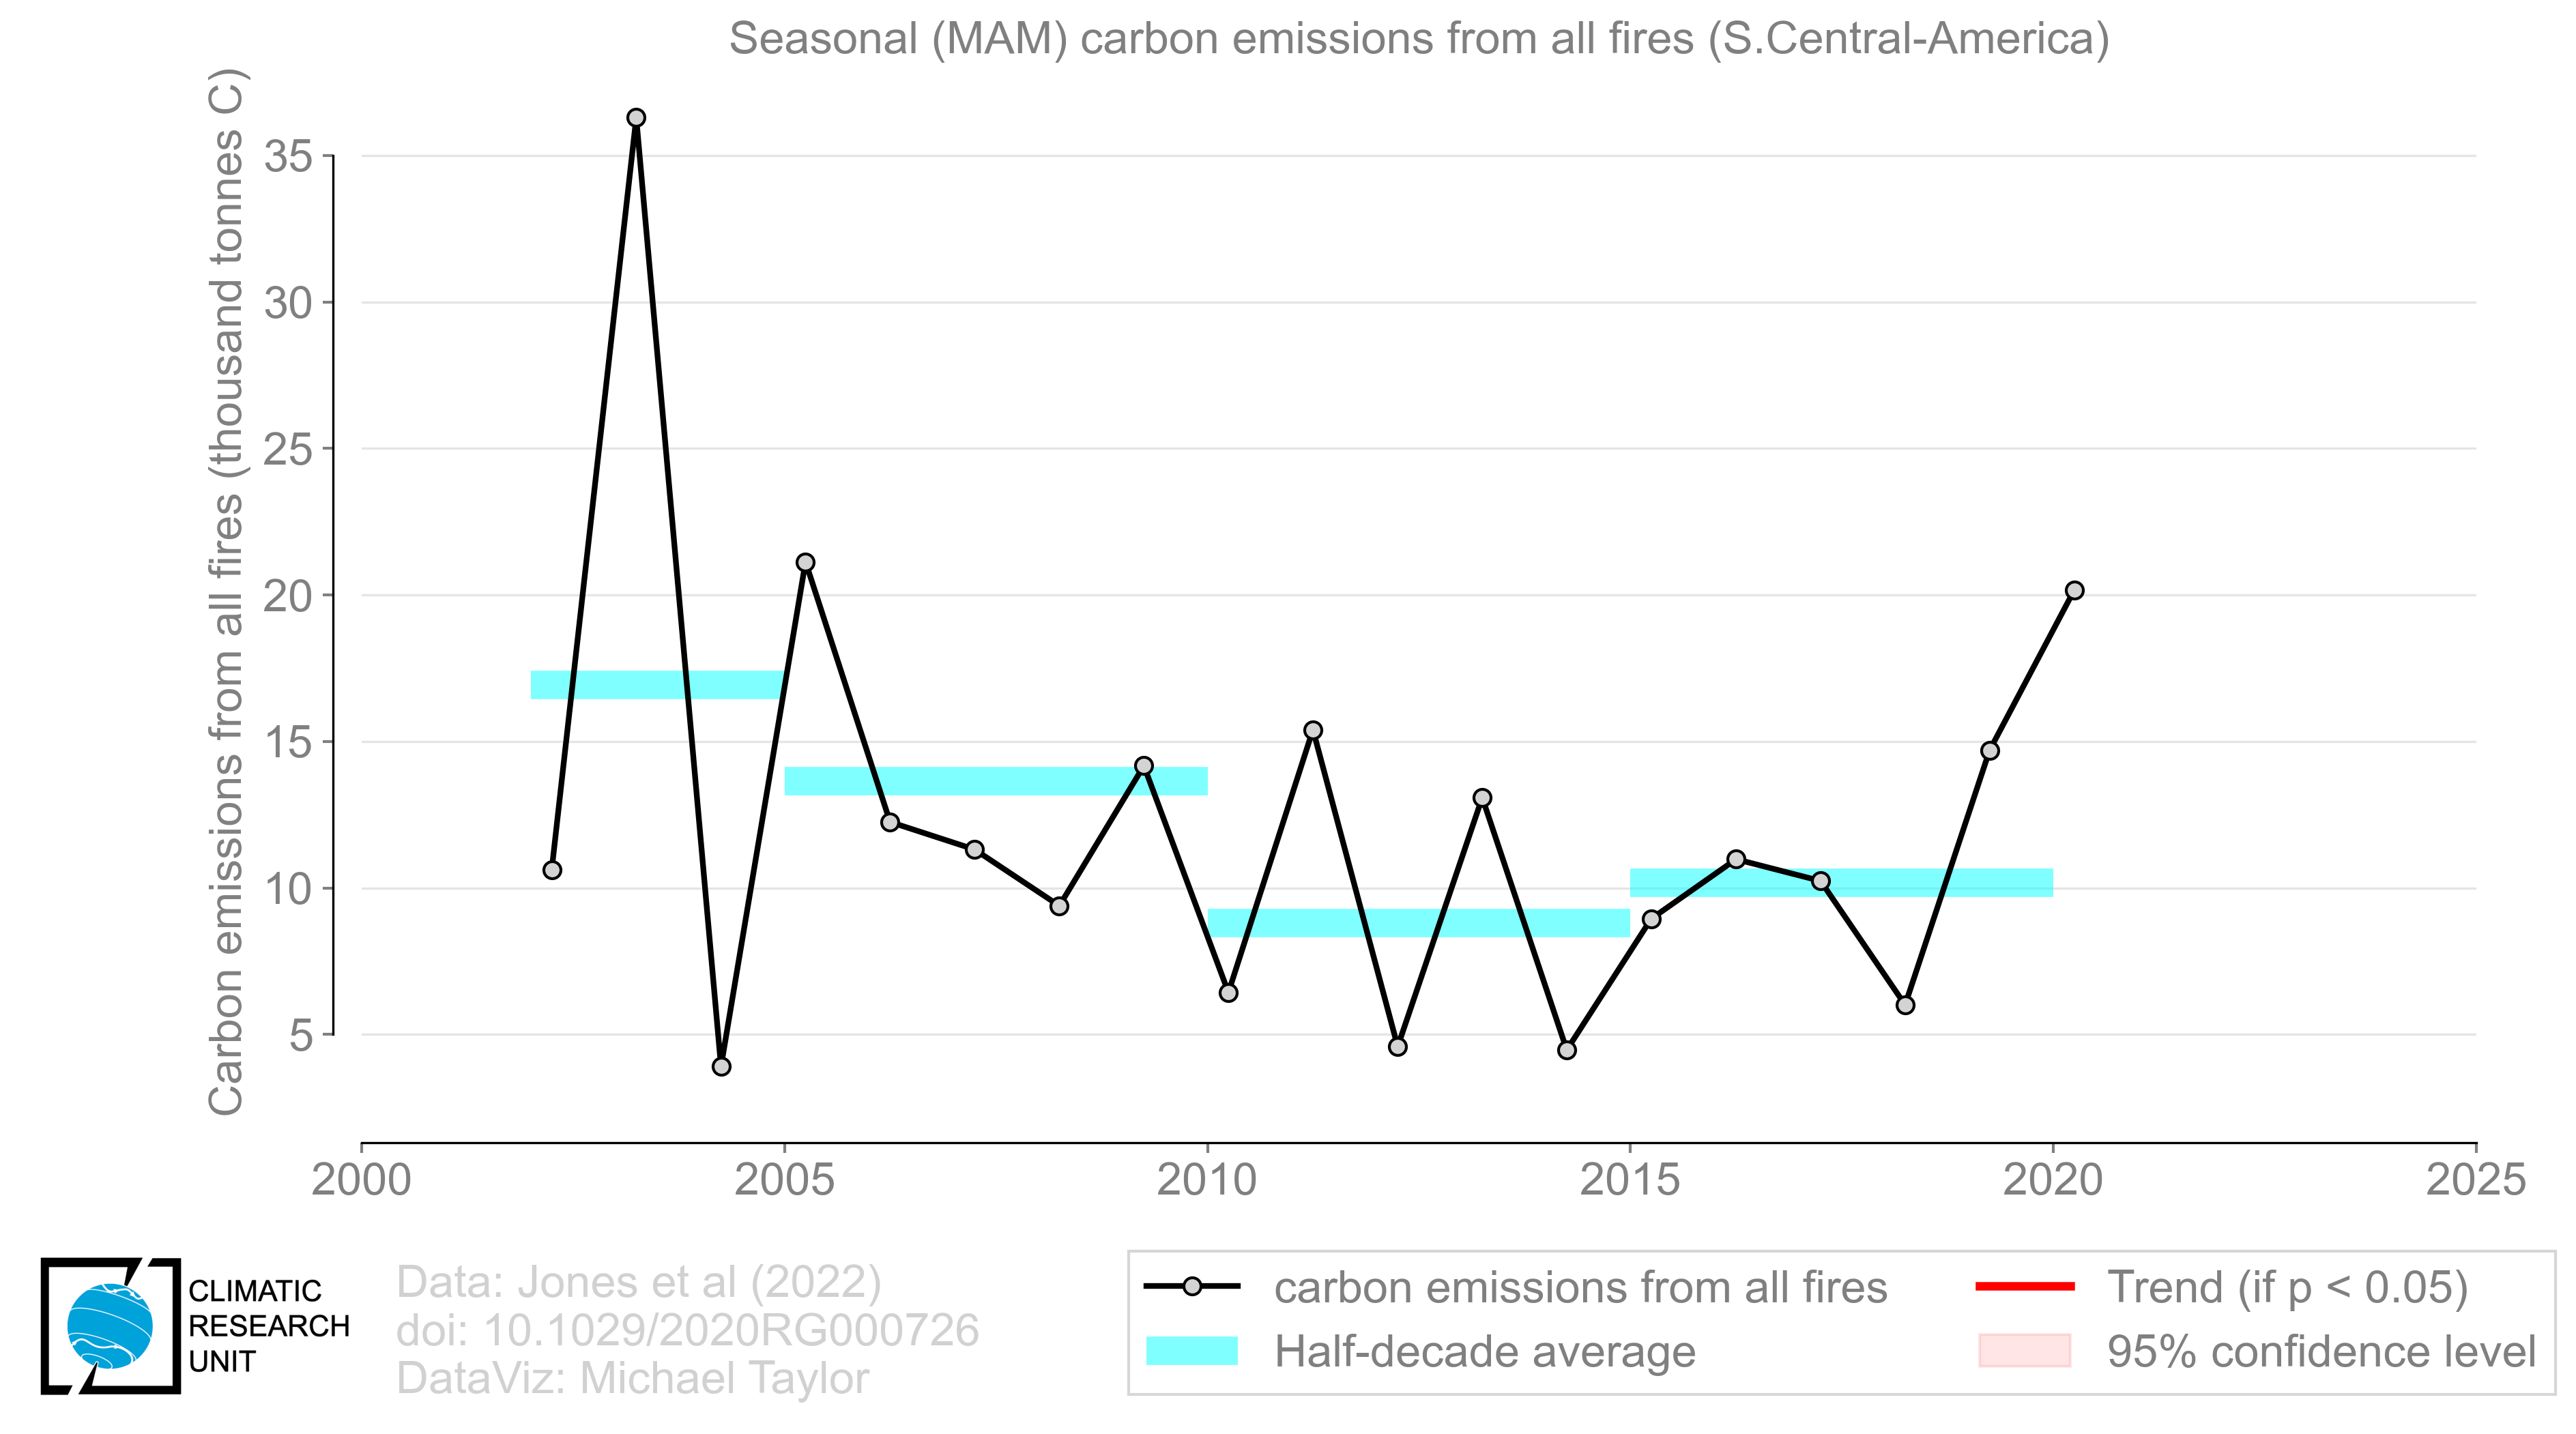 Seasonal (MAM) carbon emissions from all fires (S.Central-America)
Carbon emissions from all fires (thousand tonnes C)
35
30
25
20
15
10
5
2000 2005 2010 2015 2020 2025
CLIMATIC
RESEARCH
UNIT
Data: Jones et al (2022)
doi: 10.1029/2020RG000726
DataViz: Michael Taylor
carbon emissions from all fires
Half-decade average
Trend (if p < 0.05)
95% confidence level